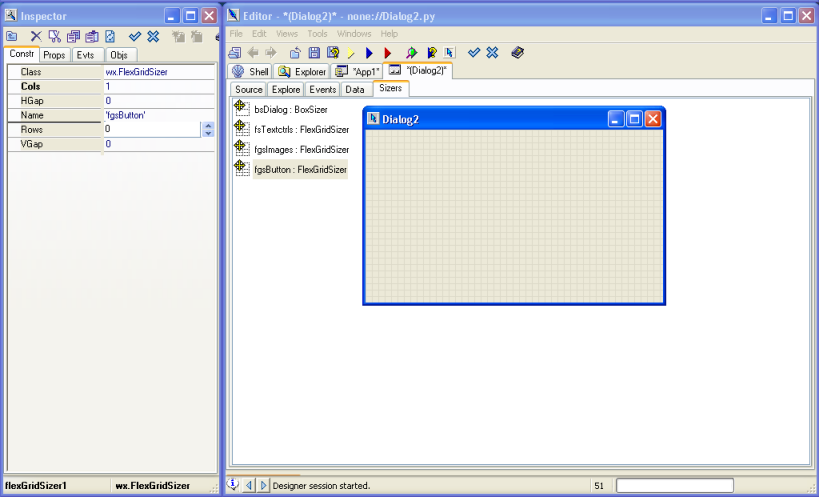 Inspector
Constr Props Evts Objs
Class wx.FlexGridSizer
Cols 1
HGap 0
Name 'fgsButton'
Rows 0
VGap 0
flexGridSizer1 wx.FlexGridSizer
Editor - *(Dialog2)* - none://Dialog2.py
File Edit Views Tools Windows Help
Shell Explorer *App1* *(Dialog2)*
Source Explore Events Data Sizers
bsDialog : BoxSizer
fsTextctrls : FlexGridSizer
fgsImages : FlexGridSizer
fgsButton : FlexGridSizer
Dialog2
Designer session started. 51